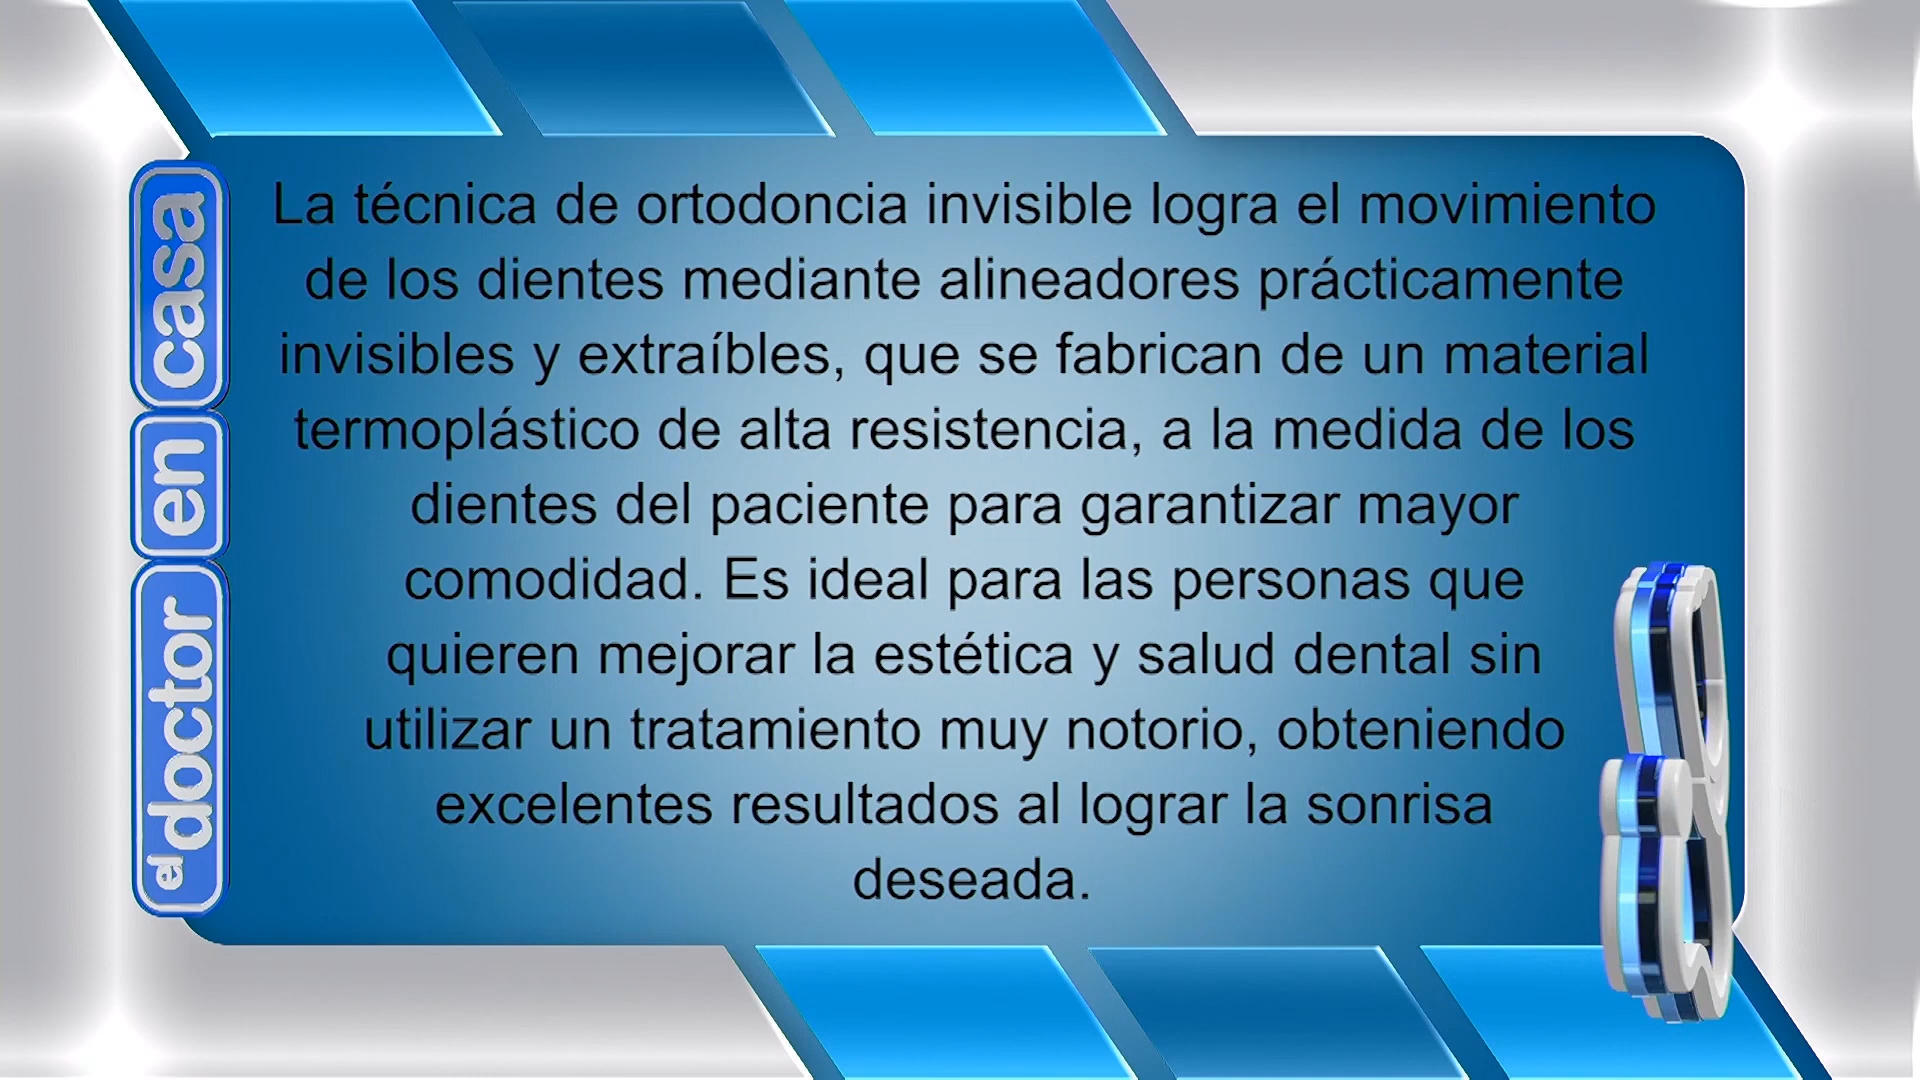 La técnica de ortodoncia invisible logra el movimiento
de los dientes mediante alineadores prácticamente
invisibles y extraíbles, que se fabrican de un material
termoplástico de alta resistencia, a la medida de los
dientes del paciente para garantizar mayor
comodidad. Es ideal para las personas que
quieren mejorar la estética y salud dental sin
utilizar un tratamiento muy notorio, obteniendo
excelentes resultados al lograr la sonrisa
deseada.
el doctor en casa